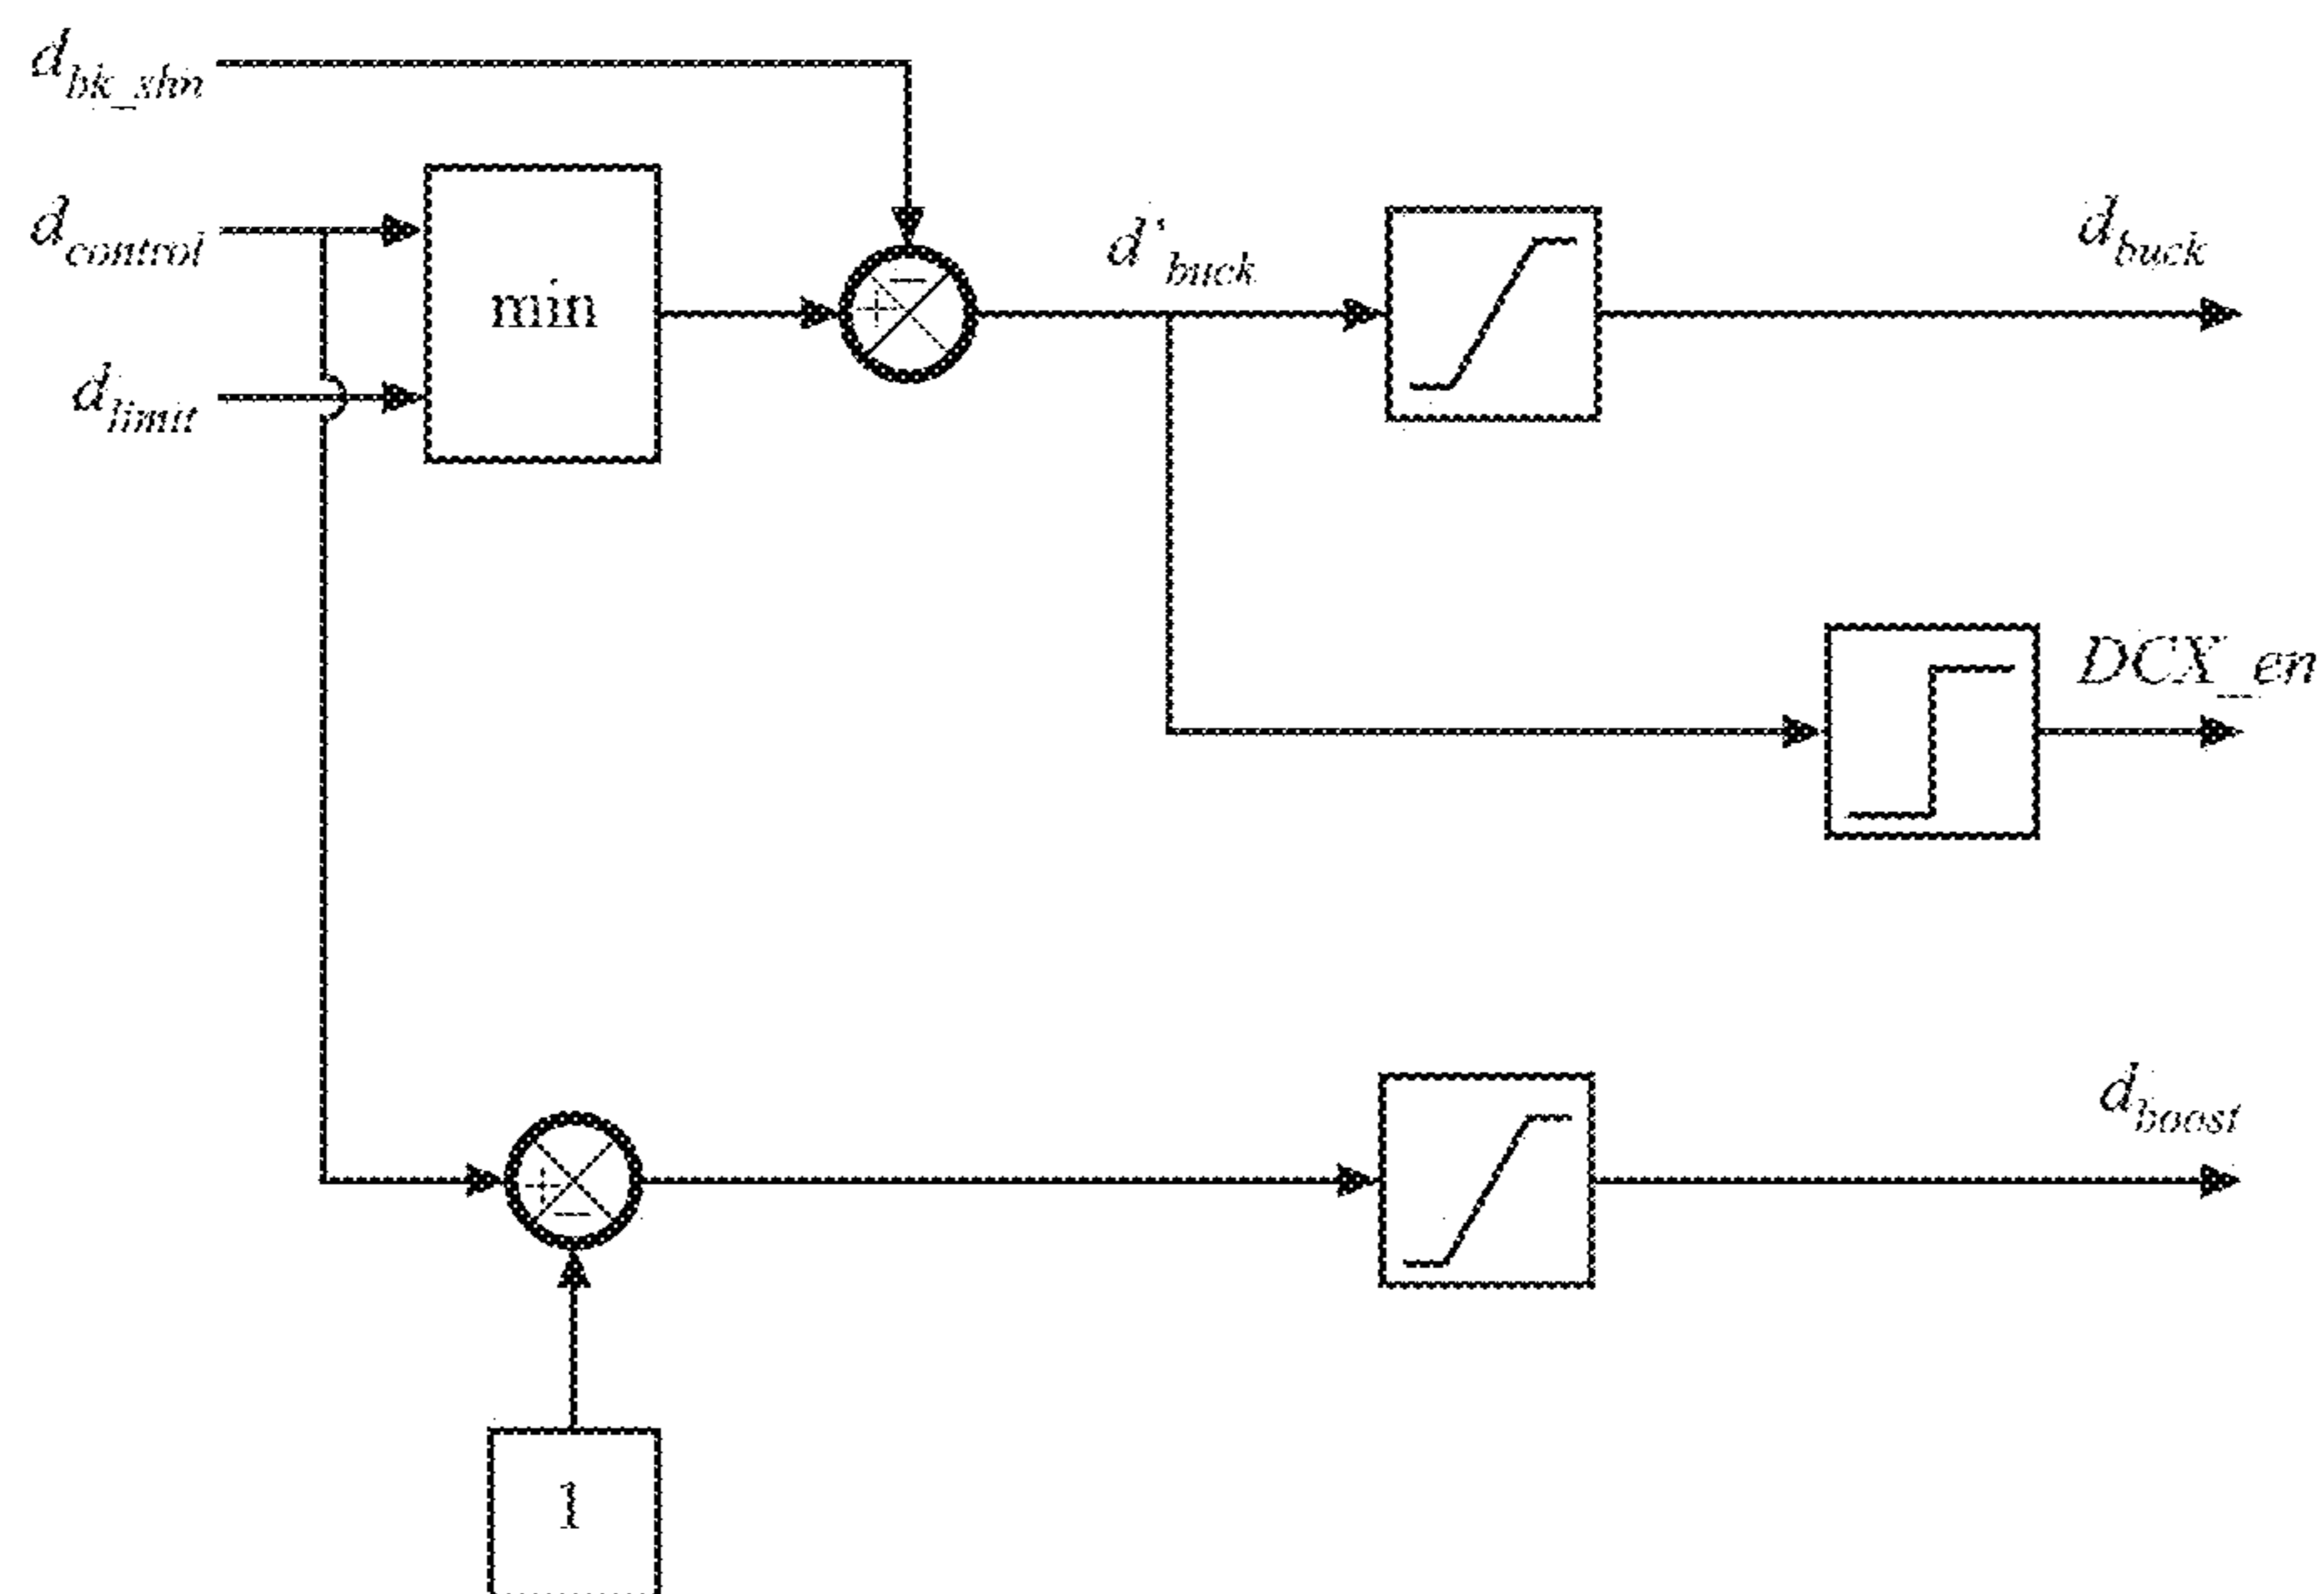 d_bk_shn
d_control
min
d'_buck
d_buck
d_limit
DCX_en
d_boost
1